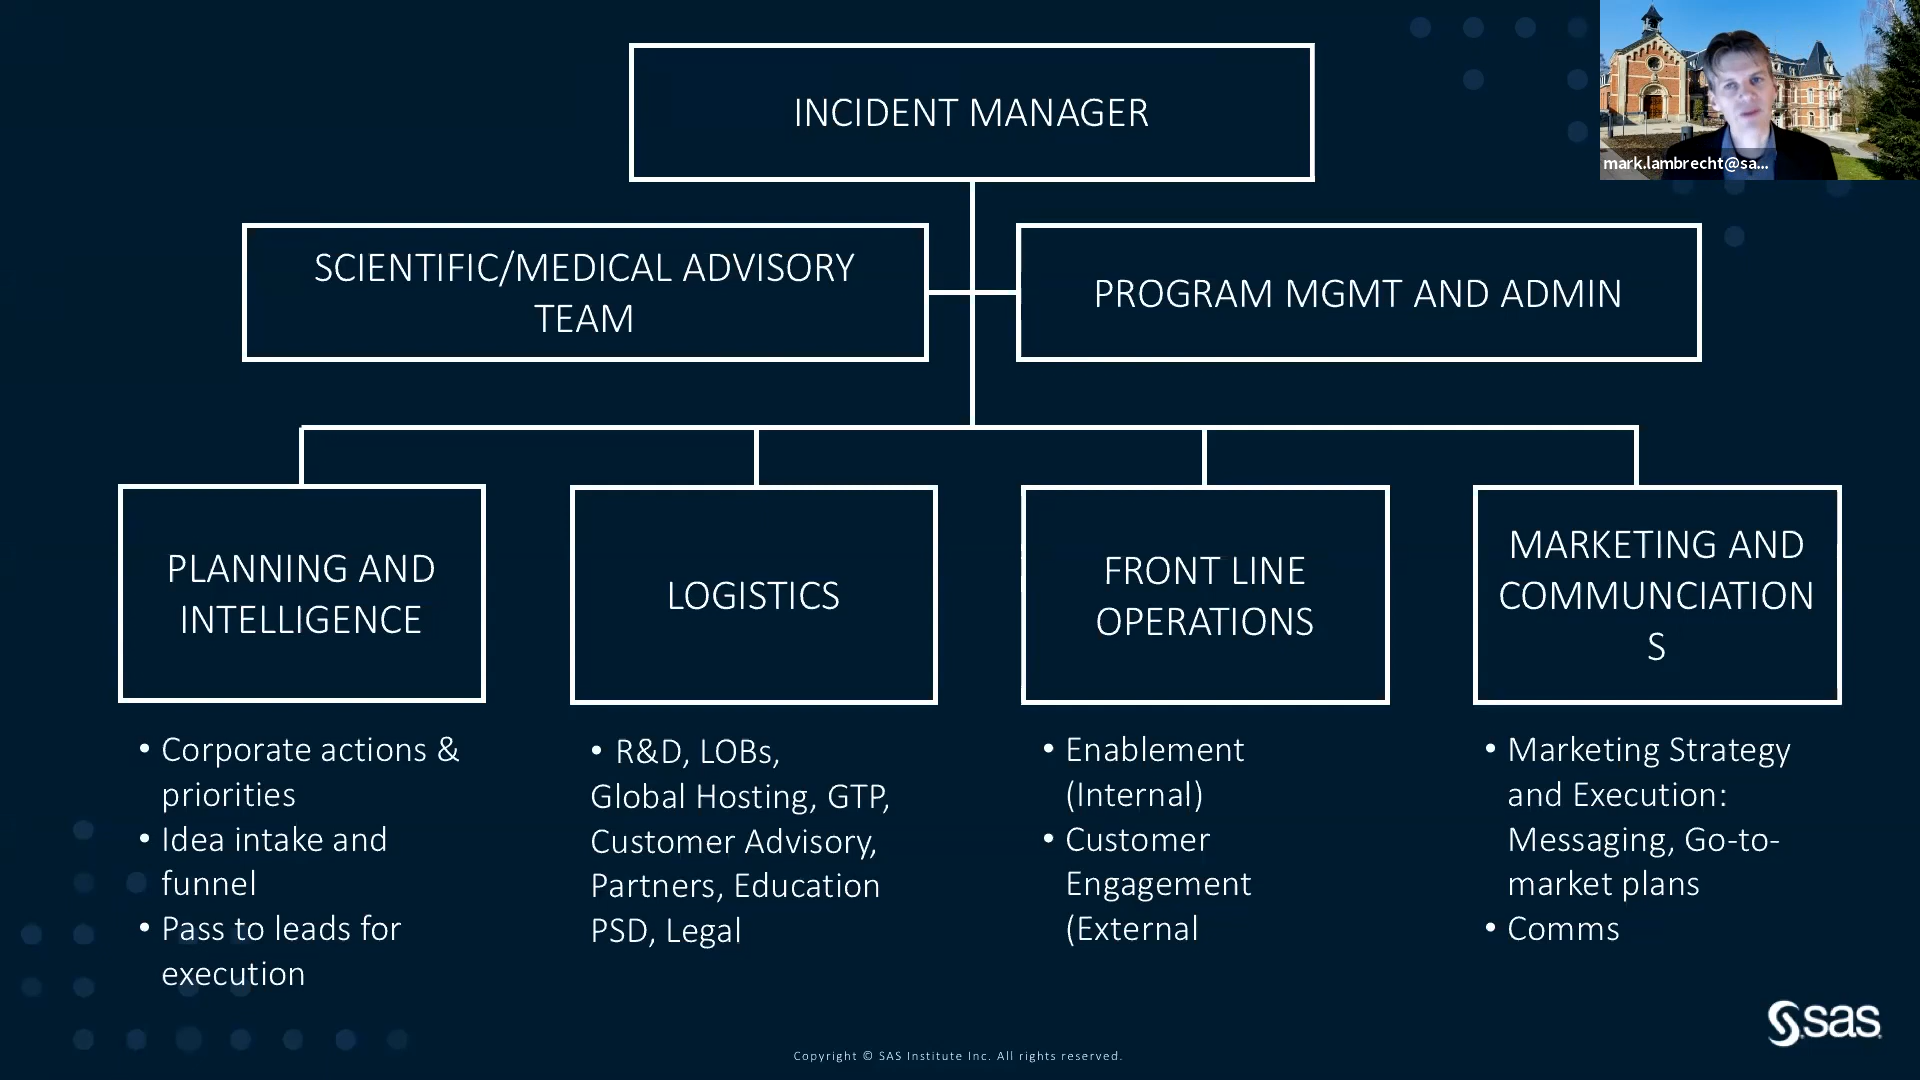 INCIDENT MANAGER
mark.lambrecht@sa...
SCIENTIFIC/MEDICAL ADVISORY
TEAM
PROGRAM MGMT AND ADMIN
PLANNING AND
INTELLIGENCE
LOGISTICS
FRONT LINE
OPERATIONS
MARKETING AND
COMMUNCIATION
S
• Corporate actions &
priorities
• Idea intake and
funnel
• Pass to leads for
execution
• R&D, LOBs,
Global Hosting, GTP,
Customer Advisory,
Partners, Education
PSD, Legal
• Enablement
(Internal)
• Customer
Engagement
(External
• Marketing Strategy
and Execution:
Messaging, Go-to-
market plans
• Comms
sas
Copyright © SAS Institute Inc. All rights reserved.